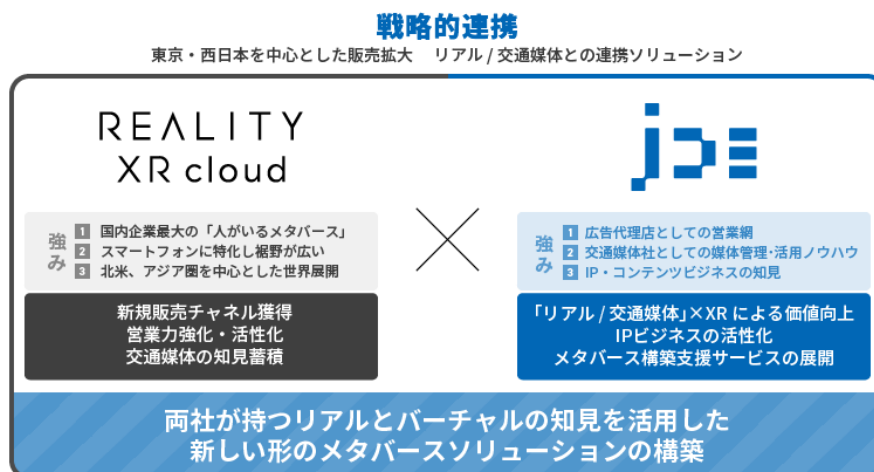 戦略的連携
東京・西日本を中心とした販売拡大 リアル / 交通媒体との連携ソリューション
REALITY
XR cloud
強み
1 国内企業最大の「人がいるメタバース」
2 スマートフォンに特化し裾野が広い
3 北米、アジア圏を中心とした世界展開
新規販売チャネル獲得
営業力強化・活性化
交通媒体の知見蓄積
jde
強み
1 広告代理店としての営業網
2 交通媒体社としての媒体管理・活用ノウハウ
3 IP・コンテンツビジネスの知見
「リアル / 交通媒体」×XR による価値向上
IPビジネスの活性化
メタバース構築支援サービスの展開
両社が持つリアルとバーチャルの知見を活用した
新しい形のメタバースソリューションの構築